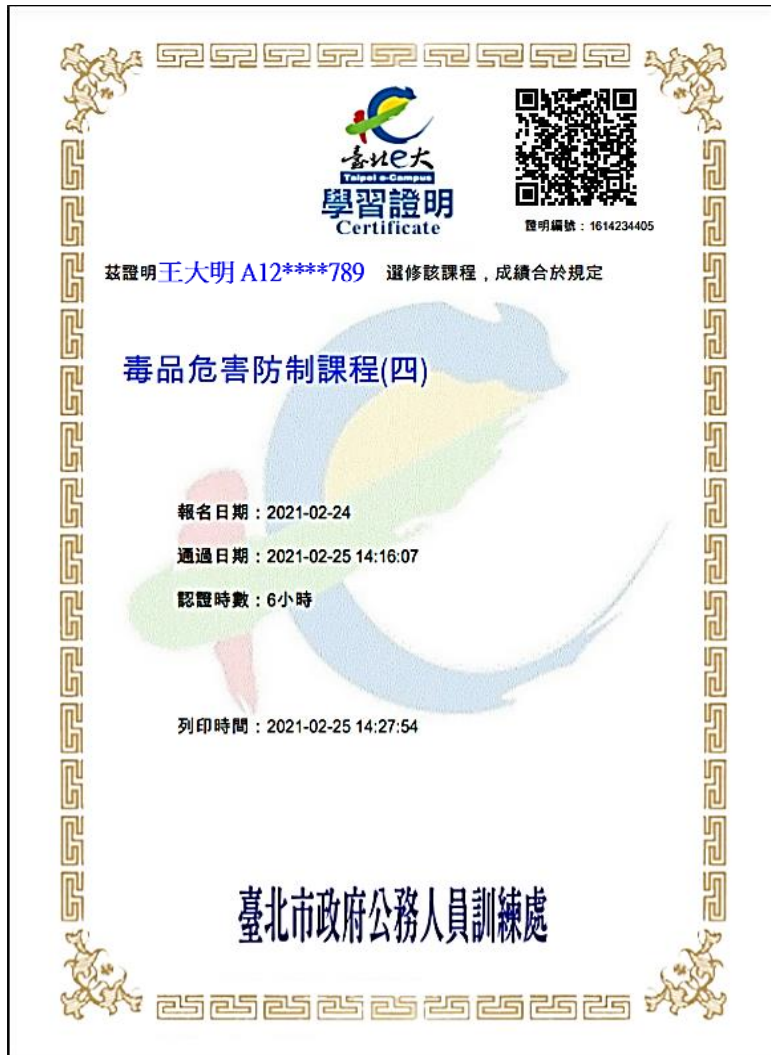 臺北e大
Taipei e-Campus
學習證明
Certificate
證明編號：1614234405
茲證明王大明 A12****789 選修該課程，成績合於規定
毒品危害防制課程(四)
報名日期：2021-02-24
通過日期：2021-02-25 14:16:07
認證時數：6小時
列印時間：2021-02-25 14:27:54
臺北市政府公務人員訓練處